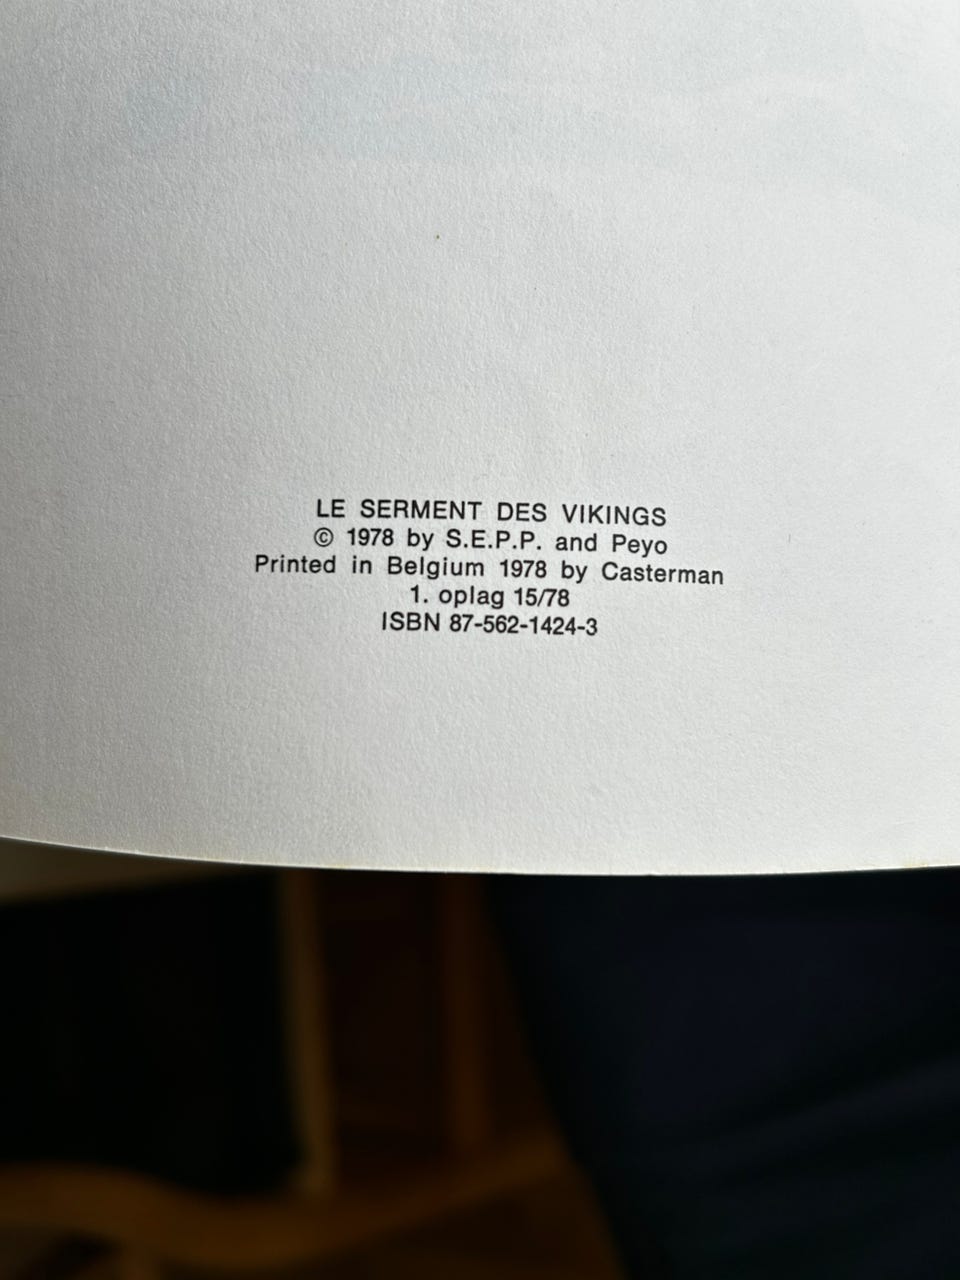 LE SERMENT DES VIKINGS
© 1978 by S.E.P.P. and Peyo
Printed in Belgium 1978 by Casterman
1. oplag 15/78
ISBN 87-562-1424-3